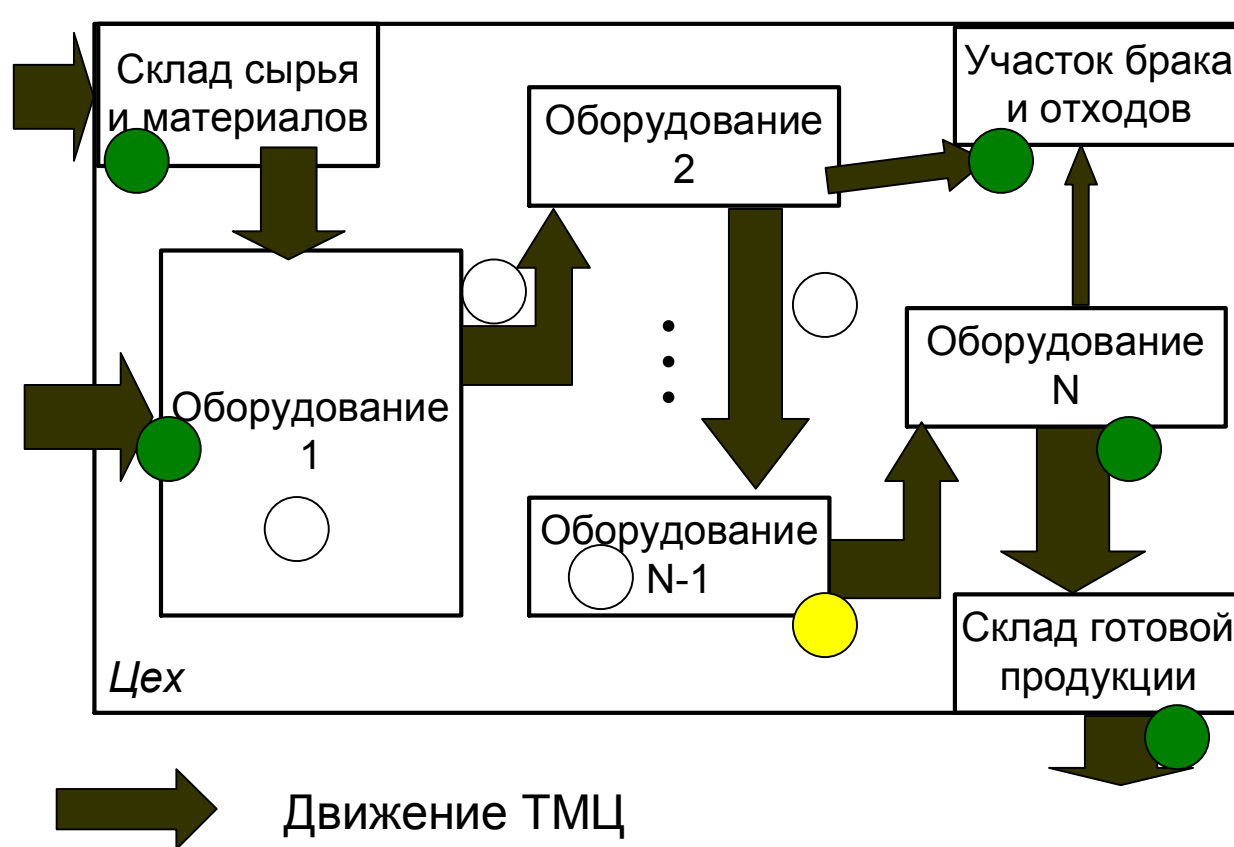 Склад сырья
и материалов
Оборудование
2
Участок брака
и отходов
Оборудование
1
Оборудование
N
Оборудование
N-1
Склад готовой
продукции
Цех
Движение ТМЦ